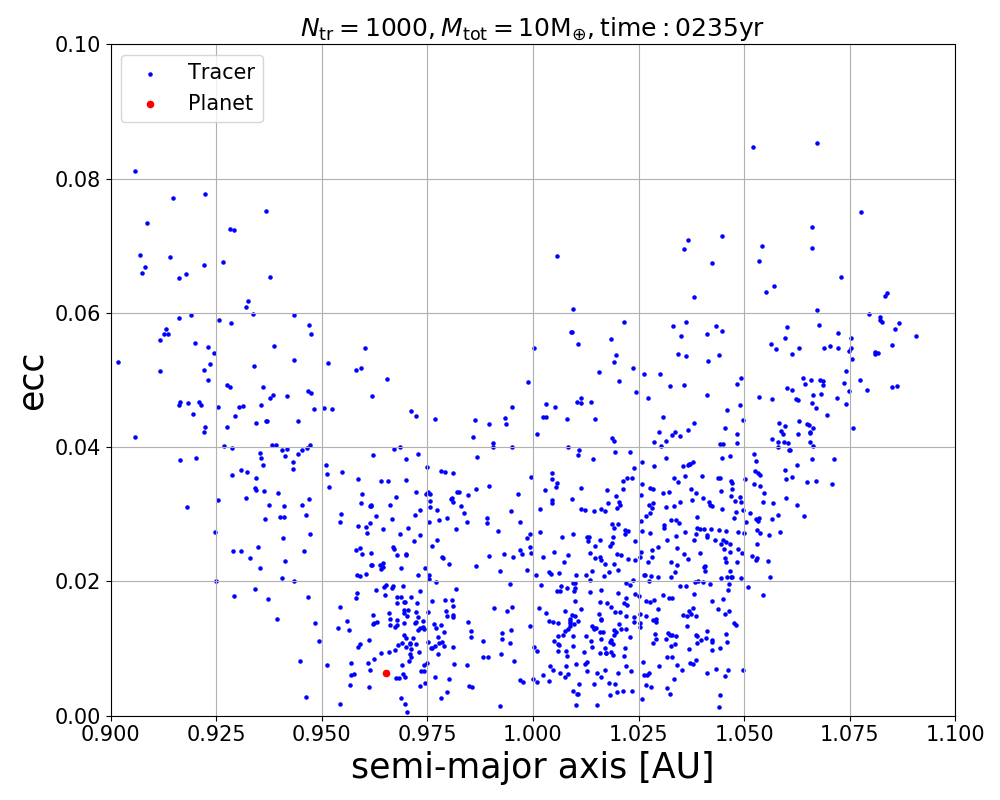 N_tr = 1000, M_tot = 10M_⊕, time : 0235yr
Tracer
Planet
0.10
0.08
0.06
0.04
0.02
0.00
ecc
0.900 0.925 0.950 0.975 1.000 1.025 1.050 1.075 1.100
semi-major axis [AU]